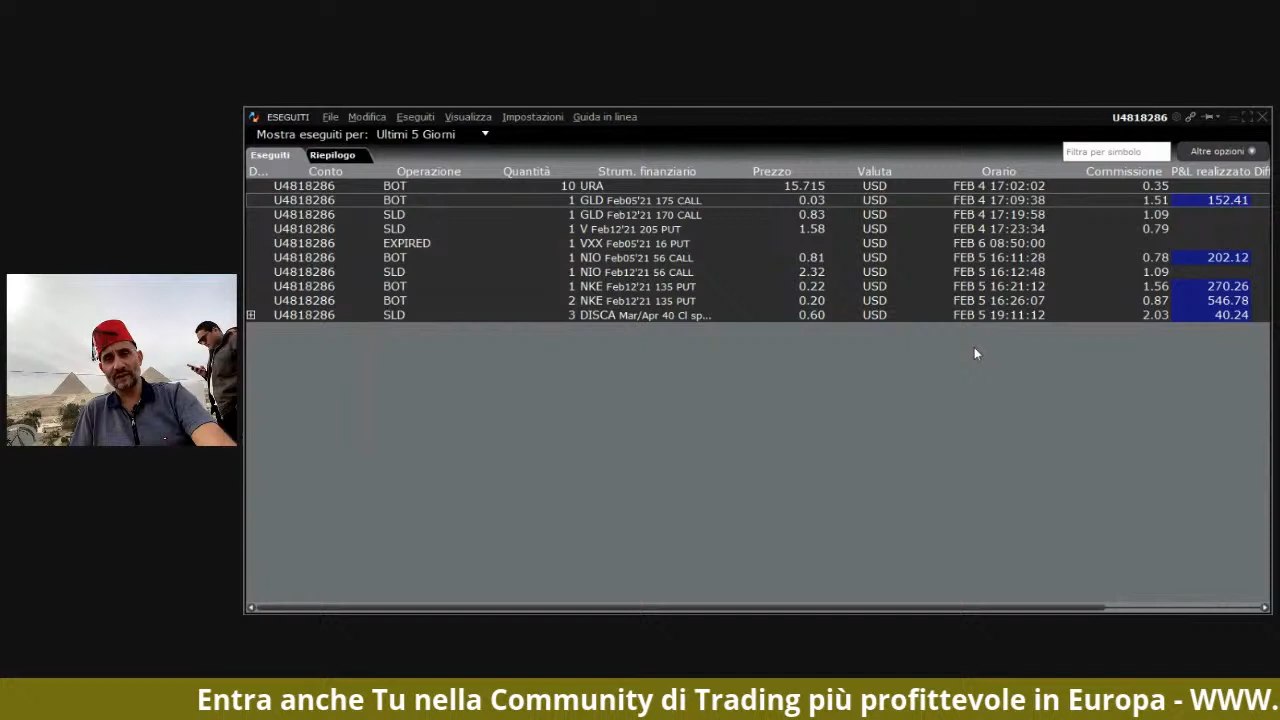 ESEGUITI File Modifica Eseguiti Visualizza Impostazioni Guida in linea U4818286
Mostra eseguiti per: Ultimi 5 Giorni
Eseguiti Riepilogo Filtra per simbolo Altre opzioni
D... Conto Operazione Quantità Strum. finanziario Prezzo Valuta Orario Commissione P&L realizzato Diff
U4818286 BOT 10 URA 15.715 USD FEB 4 17:02:02 0.35
U4818286 BOT 1 GLD Feb05'21 175 CALL 0.03 USD FEB 4 17:09:38 1.51 152.41
U4818286 SLD 1 GLD Feb12'21 170 CALL 0.83 USD FEB 4 17:19:58 1.09
U4818286 SLD 1 V Feb12'21 205 PUT 1.58 USD FEB 4 17:23:34 0.79
U4818286 EXPIRED 1 VXX Feb05'21 16 PUT USD FEB 6 08:50:00
U4818286 BOT 1 NIO Feb05'21 56 CALL 0.81 USD FEB 5 16:11:28 0.78 202.12
U4818286 SLD 1 NIO Feb12'21 56 CALL 2.32 USD FEB 5 16:12:48 1.09
U4818286 BOT 1 NKE Feb12'21 135 PUT 0.22 USD FEB 5 16:21:12 1.56 270.26
U4818286 BOT 2 NKE Feb12'21 135 PUT 0.20 USD FEB 5 16:26:07 0.87 546.78
U4818286 SLD 3 DISCA Mar/Apr 40 Cl sp... 0.60 USD FEB 5 19:11:12 2.03 40.24
Entra anche Tu nella Community di Trading più profittevole in Europa - WWW.